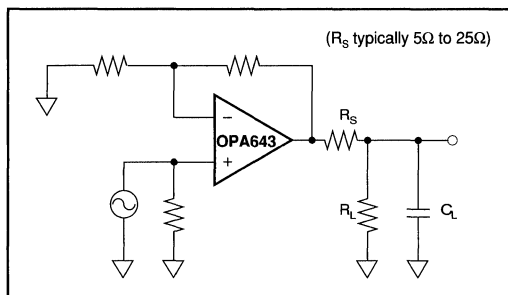 (R_S typically 5Ω to 25Ω)
−
OPA643
+
R_S
R_L
C_L